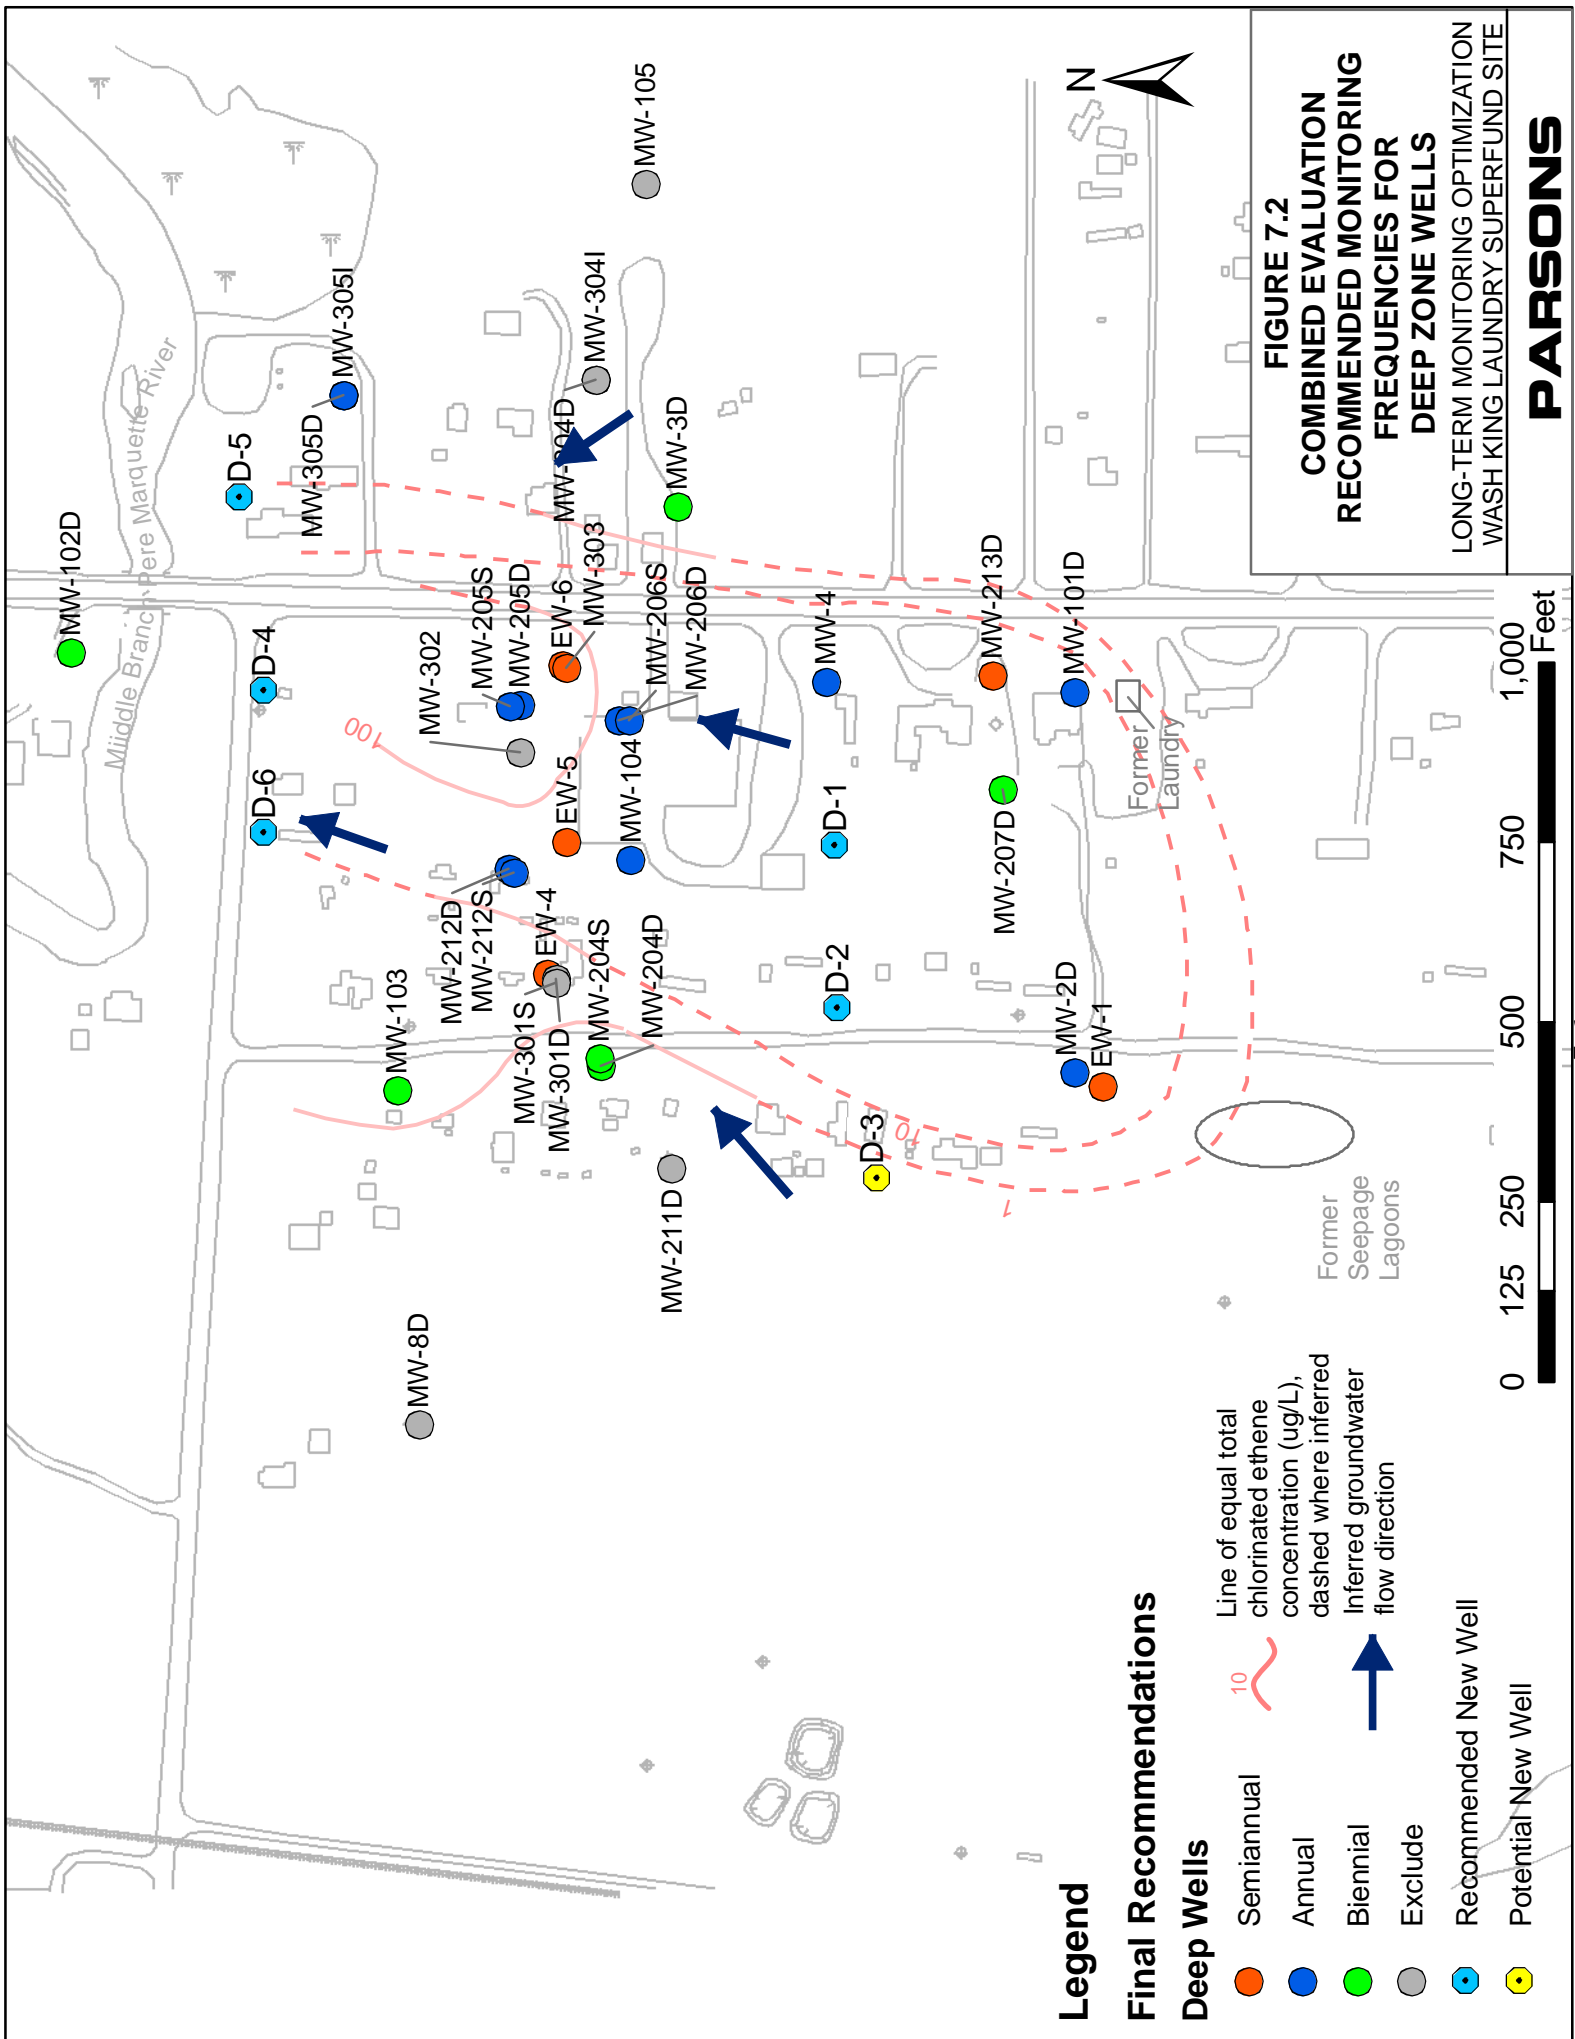 MW-102D
Miiddle Branch Pere Marquette River
D-6
D-4
D-5
MW-305D
MW-305I
MW-8D
MW-103
100
MW-302
MW-205S
MW-205D
MW-212D
MW-212S
EW-4
EW-5
EW-6
MW-303
MW-304D
MW-304I
MW-105
MW-301S
MW-301D
MW-204S
MW-204D
MW-104
MW-206S
MW-206D
MW-3D
MW-211D
D-3
D-2
D-1
MW-4
10
1
MW-207D
MW-213D
MW-2D
EW-1
MW-101D
Former
Laundry
Former
Seepage
Lagoons
N
Legend
Final Recommendations
Deep Wells
Semiannual
Annual
Biennial
Exclude
Recommended New Well
Potential New Well
10
Line of equal total
chlorinated ethene
concentration (ug/L),
dashed where inferred
Inferred groundwater
flow direction
0 125 250 500 750 1,000
Feet
FIGURE 7.2
COMBINED EVALUATION
RECOMMENDED MONITORING
FREQUENCIES FOR
DEEP ZONE WELLS
LONG-TERM MONITORING OPTIMIZATION
WASH KING LAUNDRY SUPERFUND SITE
PARSONS